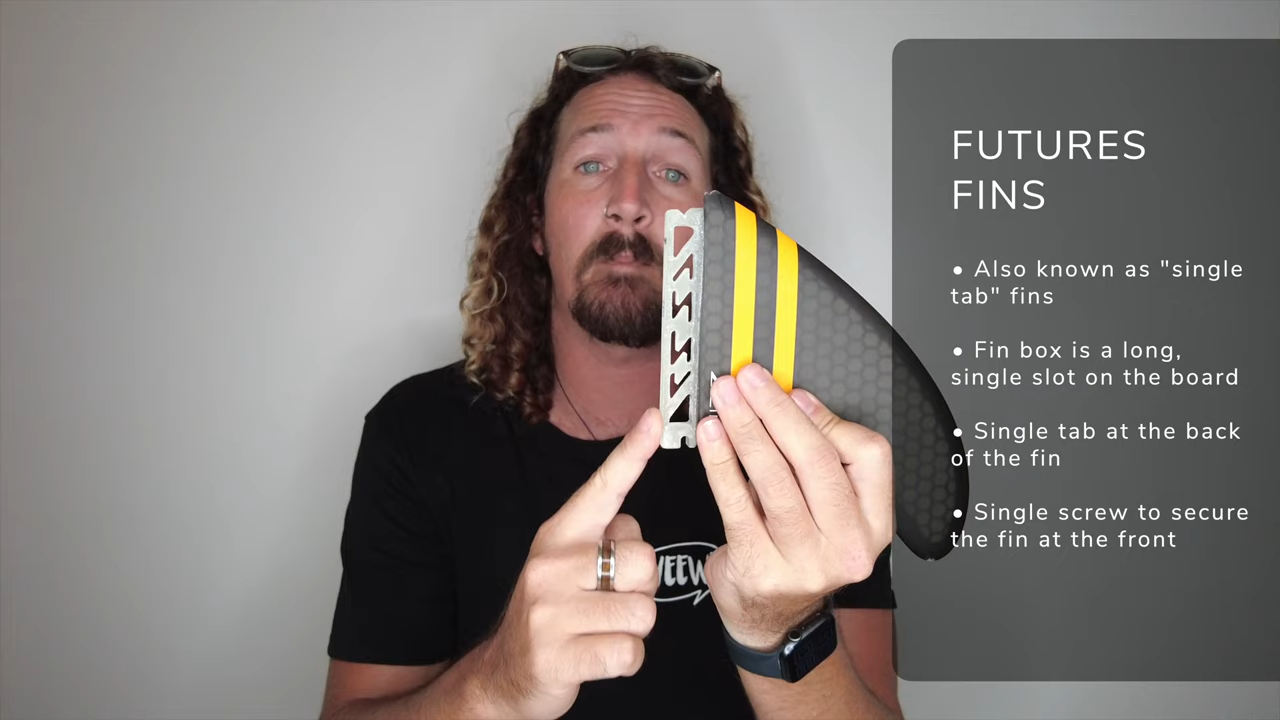 FUTURES
FINS
• Also known as "single
tab" fins
• Fin box is a long,
single slot on the board
• Single tab at the back
of the fin
• Single screw to secure
the fin at the front